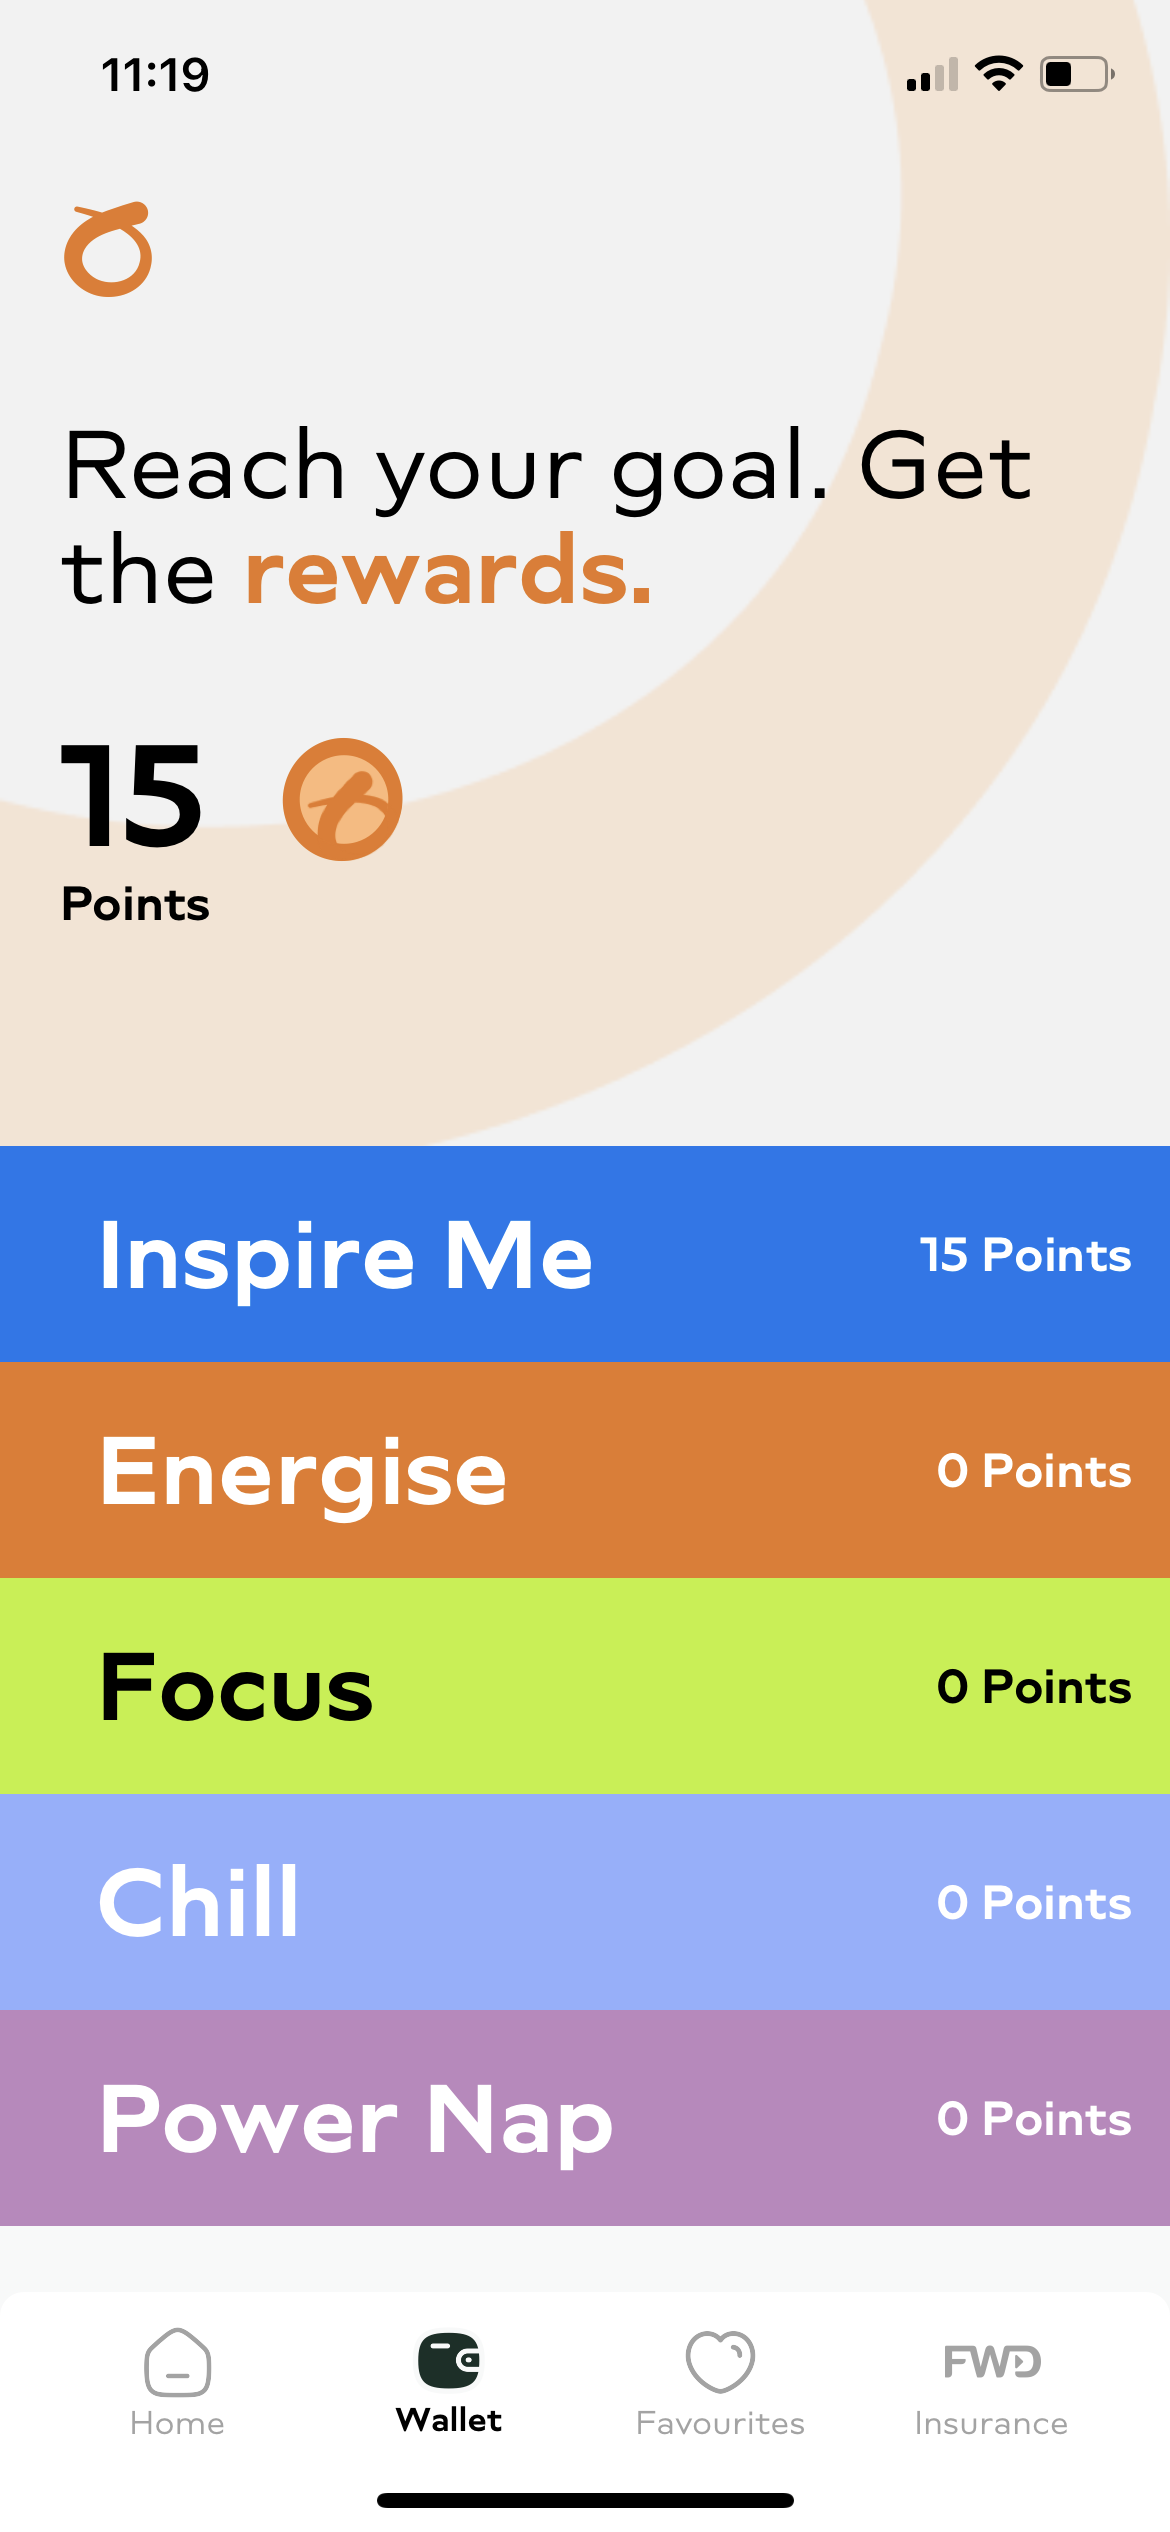 11:19
Reach your goal. Get
the rewards.
15
Points
Inspire Me
15 Points
Energise
0 Points
Focus
0 Points
Chill
0 Points
Power Nap
0 Points
Home
Wallet
Favourites
FWD
Insurance